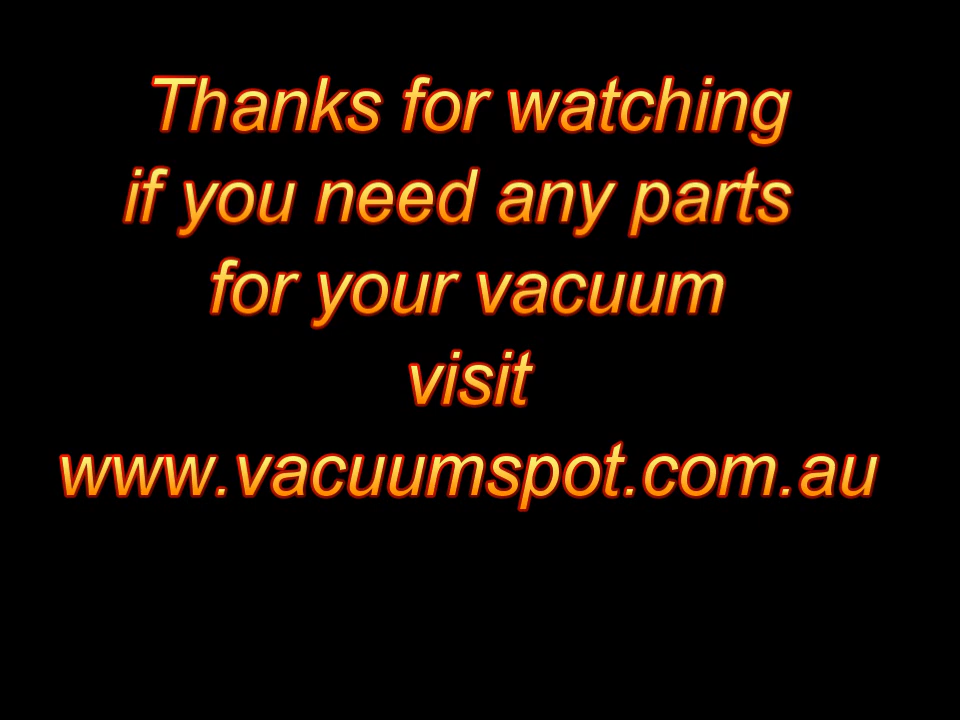 Thanks for watching
if you need any parts
for your vacuum
visit
www.vacuumspot.com.au